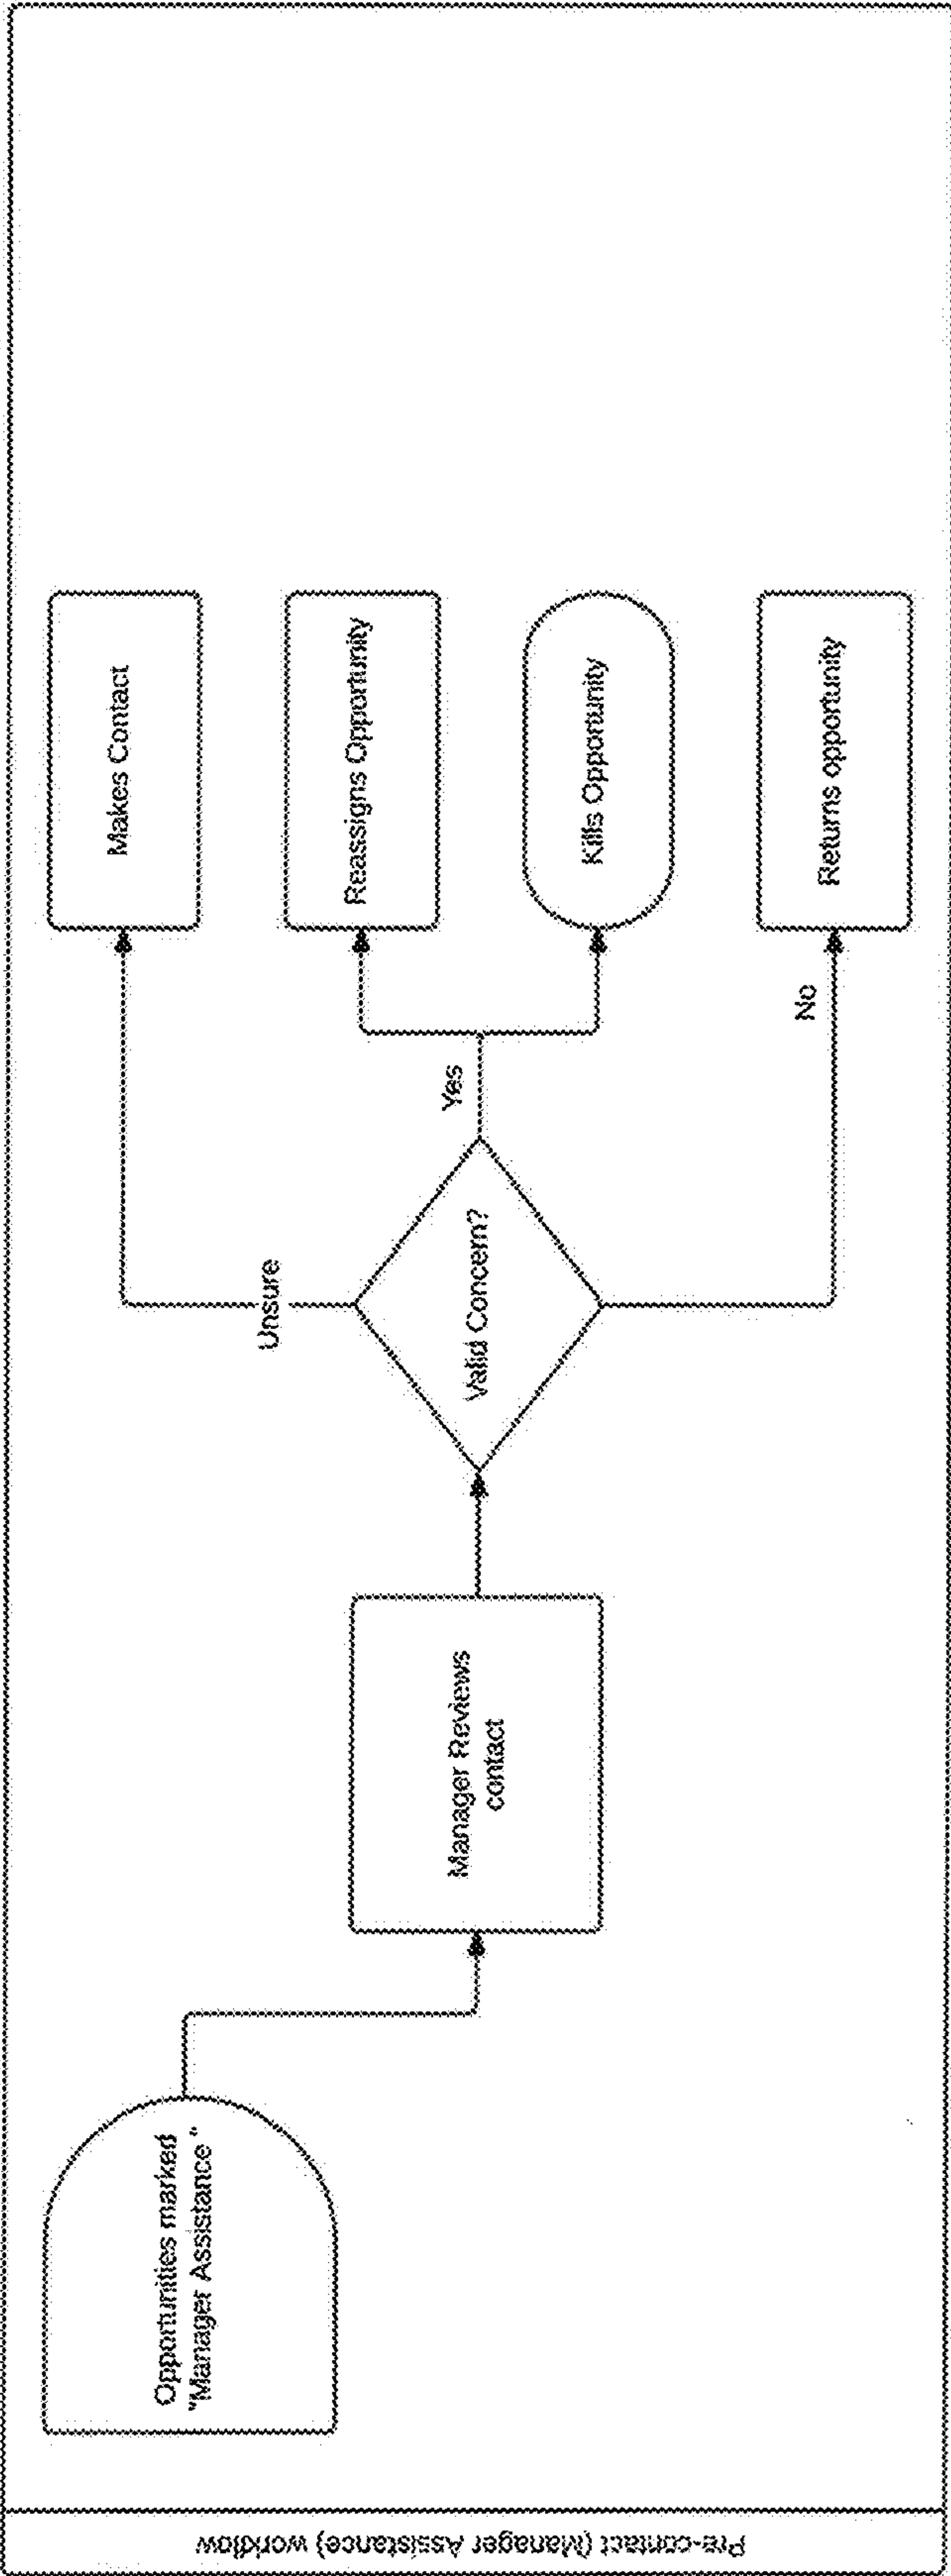 Pre-contact (Manager Assistance) workflow
Opportunities marked
"Manager Assistance"
Manager Reviews
contact
Valid Concern?
Unsure
Yes
No
Makes Contact
Reassigns Opportunity
Kills Opportunity
Returns opportunity